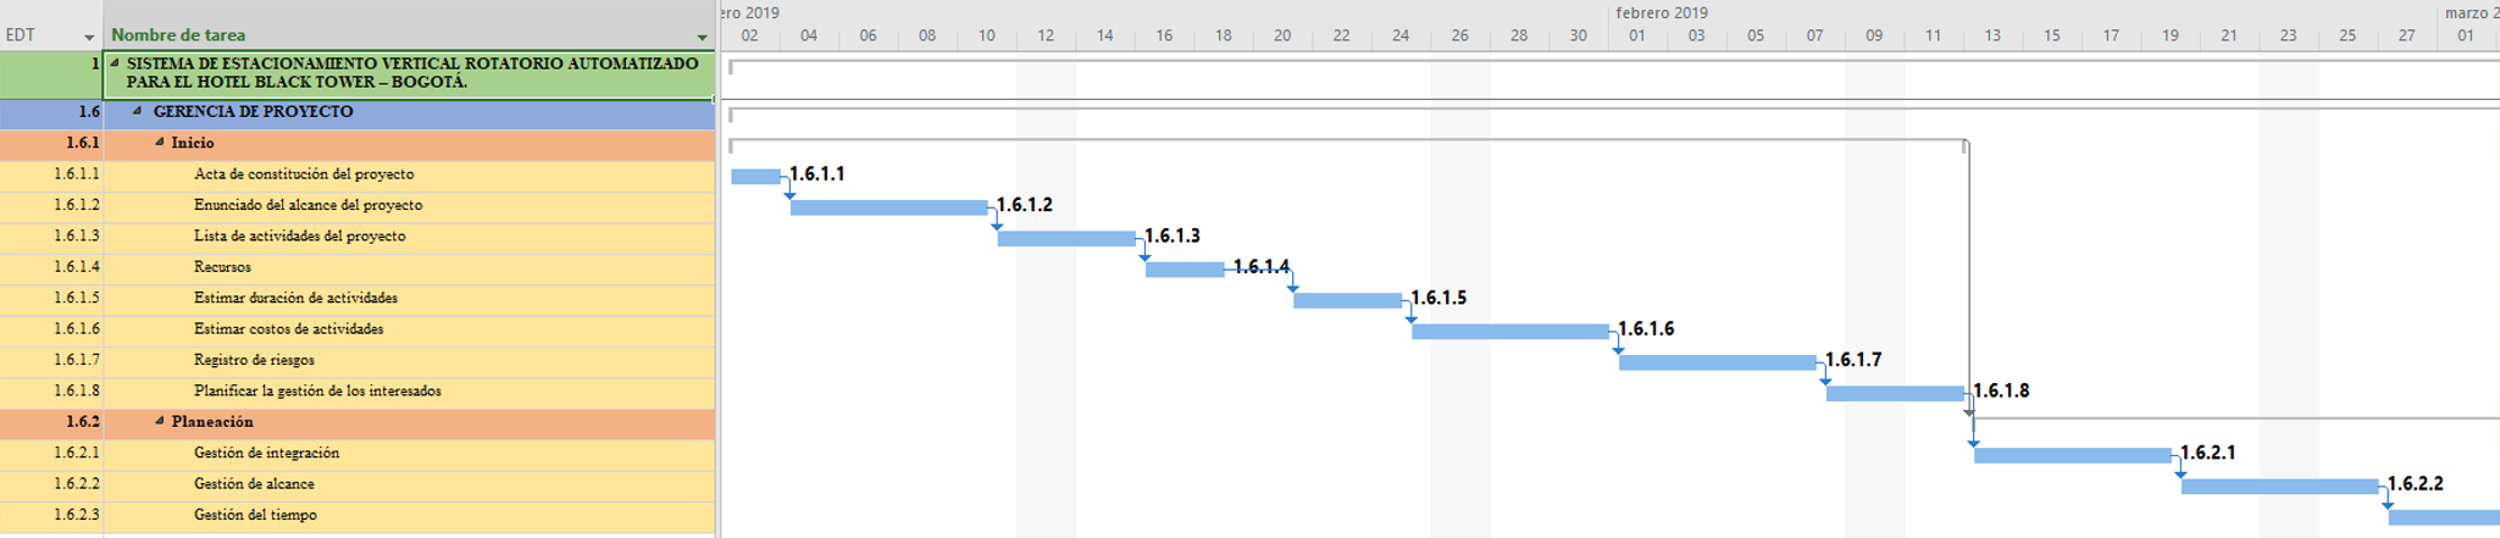 ero 2019
febrero 2019
marzo 2
EDT Nombre de tarea
02 04 06 08 10 12 14 16 18 20 22 24 26 28 30 01 03 05 07 09 11 13 15 17 19 21 23 25 27 01
1 SISTEMA DE ESTACIONAMIENTO VERTICAL ROTATORIO AUTOMATIZADO
PARA EL HOTEL BLACK TOWER – BOGOTÁ.
1.6 GERENCIA DE PROYECTO
1.6.1 Inicio
1.6.1.1 Acta de constitución del proyecto 1.6.1.1
1.6.1.2 Enunciado del alcance del proyecto 1.6.1.2
1.6.1.3 Lista de actividades del proyecto 1.6.1.3
1.6.1.4 Recursos 1.6.1.4
1.6.1.5 Estimar duración de actividades 1.6.1.5
1.6.1.6 Estimar costos de actividades 1.6.1.6
1.6.1.7 Registro de riesgos 1.6.1.7
1.6.1.8 Planificar la gestión de los interesados 1.6.1.8
1.6.2 Planeación
1.6.2.1 Gestión de integración 1.6.2.1
1.6.2.2 Gestión de alcance 1.6.2.2
1.6.2.3 Gestión del tiempo